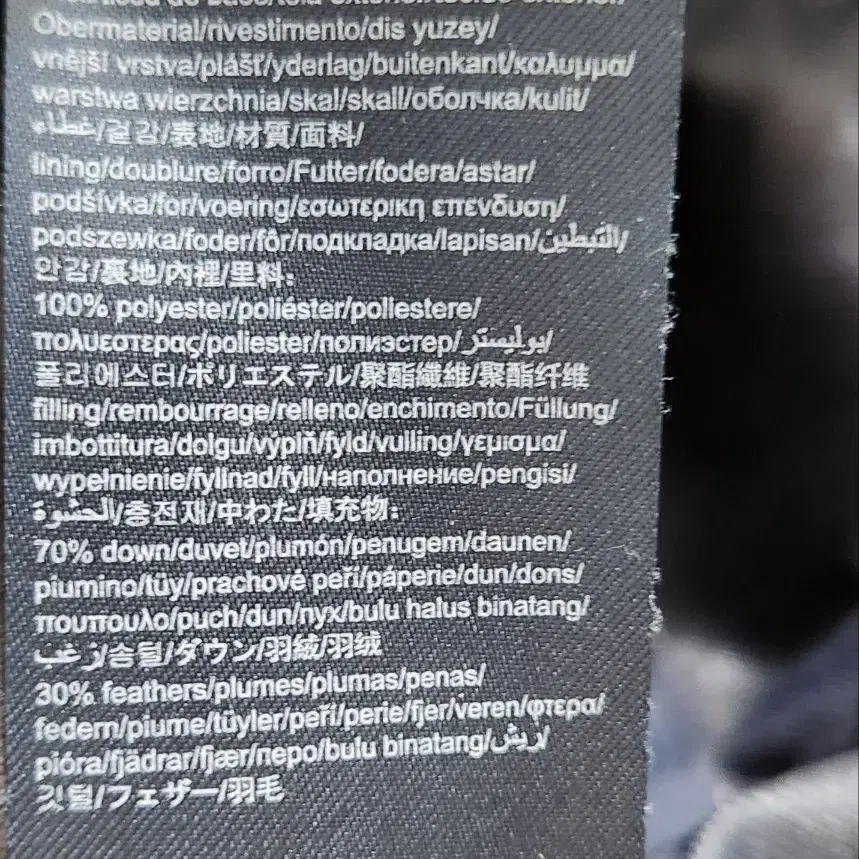 Obermaterial/rivestimento/dis yuzey/
vnější vrstva/plášť/yderlag/buitenkant/καλυμμα/
warstwa wierzchnia/skal/skall/оболчка/kulit/
غطاء/겉감/表地/材質/面料/
lining/doublure/forro/Futter/fodera/astar/
podšívka/for/voering/εσωτερικη επενδυση/
podszewka/foder/fôr/подкладка/lapisan/التبطين/
안감/裏地/內裡/里料:
100% polyester/poliéster/poliestere/
πολυεστερας/poliester/полиэстер/بوليستر/
폴리에스터/ポリエステル/聚酯纖維/聚酯纤维
filling/rembourrage/relleno/enchimento/Füllung/
imbottitura/dolgu/výplň/fyld/vulling/γεμισμα/
wypełnienie/fyllnad/fyll/наполнение/pengisi/
الحشوة/충전재/中わた/填充物:
70% down/duvet/plumón/penugem/daunen/
piumino/tüy/prachové peří/páperie/dun/dons/
πουπουλο/puch/dun/пух/bulu halus binatang/
زغب/솜털/ダウン/羽絨/羽绒
30% feathers/plumes/plumas/penas/
federn/piume/tüyler/peří/perie/fjer/veren/φτερα/
pióra/fjädrar/fjær/перо/bulu binatang/ريش/
깃털/フェザー/羽毛